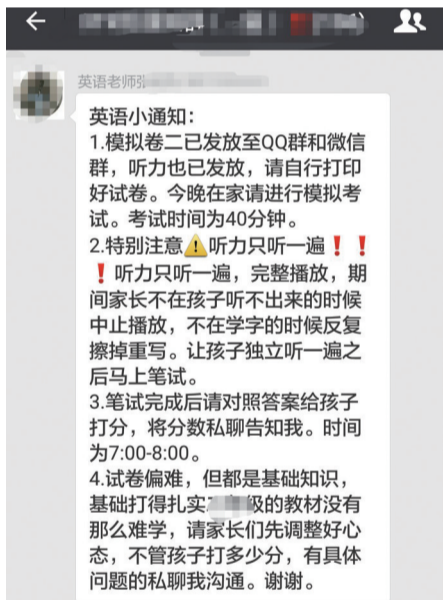 英语老师张
英语小通知：
1.模拟卷二已发放至QQ群和微信
群，听力也已发放，请自行打印
好试卷。今晚在家请进行模拟考
试。考试时间为40分钟。
2.特别注意⚠️听力只听一遍❗❗
❗听力只听一遍，完整播放，期
间家长不在孩子听不出来的时候
中止播放，不在学字的时候反复
擦掉重写。让孩子独立听一遍之
后马上笔试。
3.笔试完成后请对照答案给孩子
打分，将分数私聊告知我。时间
为7:00-8:00。
4.试卷偏难，但都是基础知识，
基础打得扎实 级的教材没有
那么难学，请家长们先调整好心
态，不管孩子打多少分，有具体
问题的私聊我沟通。谢谢。